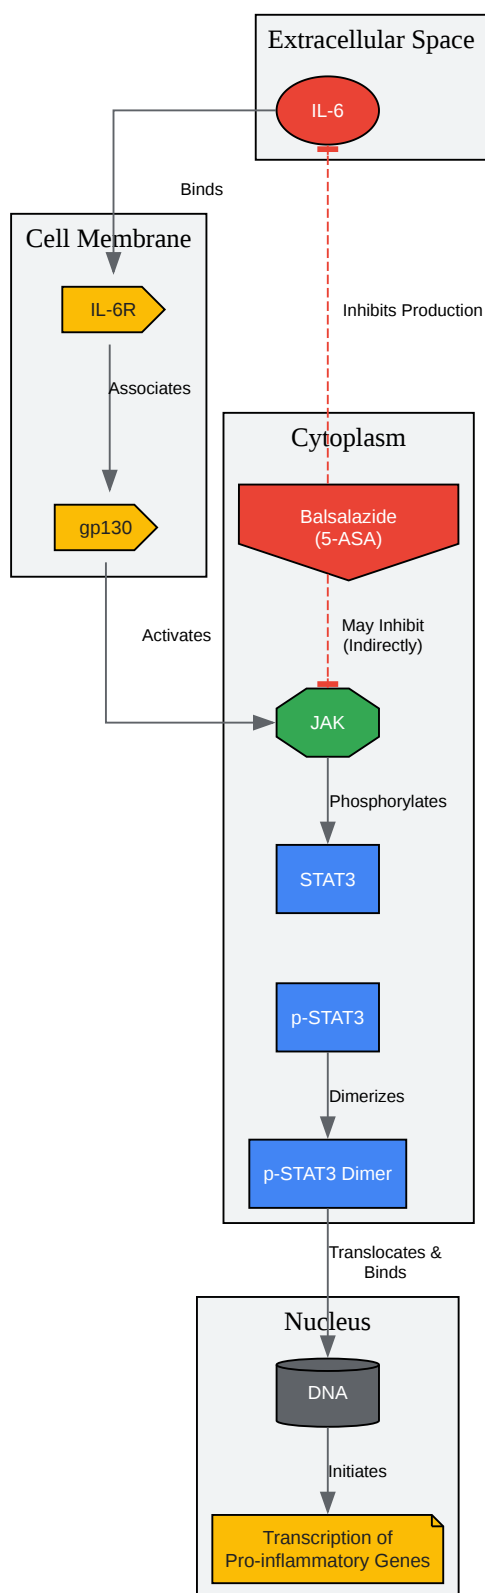 Extracellular Space
IL-6
Binds
Cell Membrane
IL-6R
Inhibits Production
Associates
Cytoplasm
gp130
Balsalazide
(5-ASA)
Activates
May Inhibit
(Indirectly)
JAK
Phosphorylates
STAT3
p-STAT3
Dimerizes
p-STAT3 Dimer
Translocates &
Binds
Nucleus
DNA
Initiates
Transcription of
Pro-inflammatory Genes